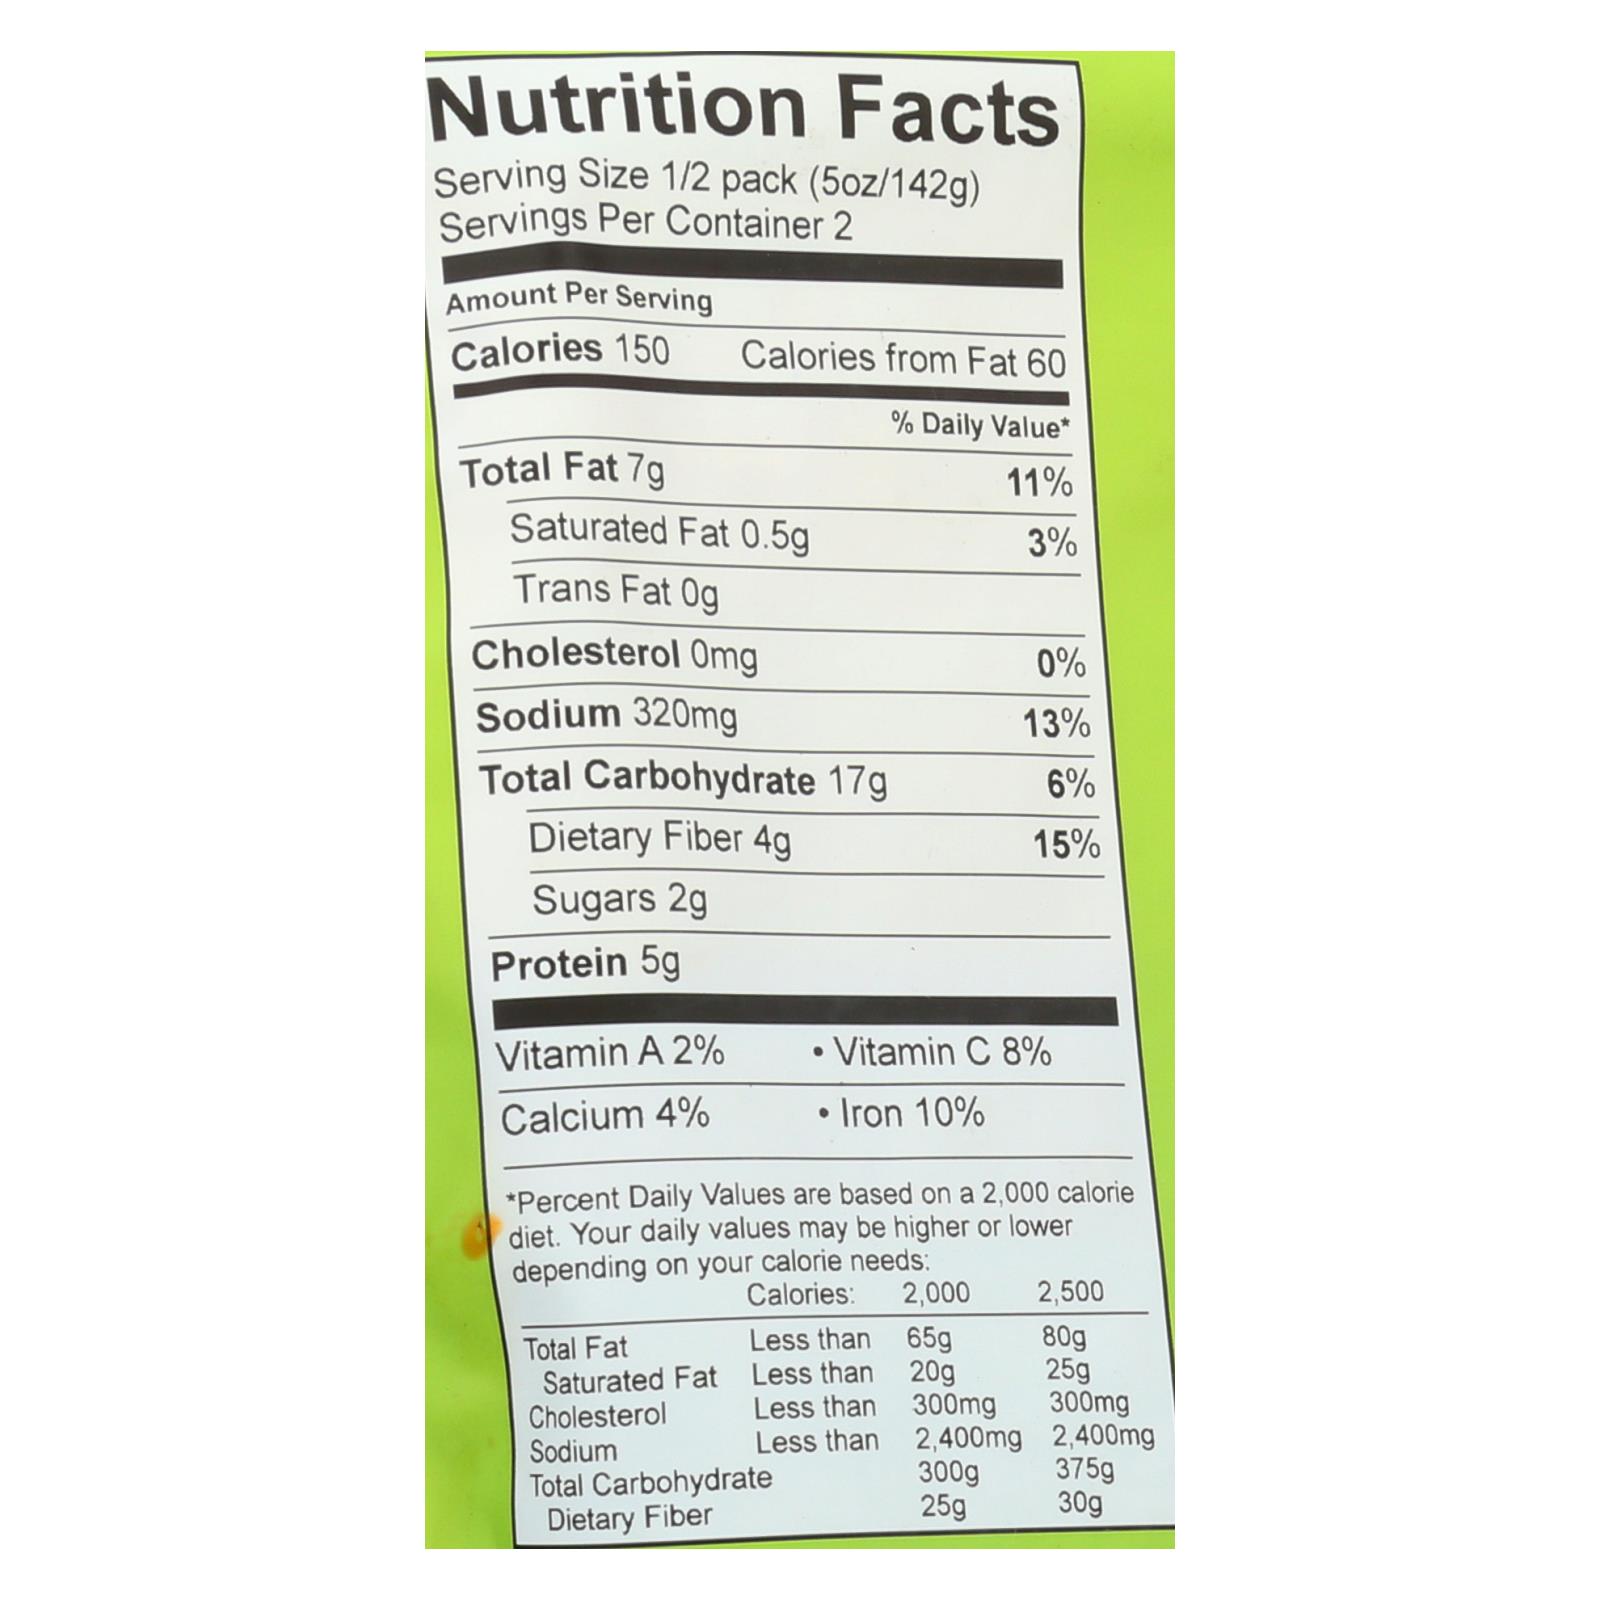 Nutrition Facts
Serving Size 1/2 pack (5oz/142g)
Servings Per Container 2
Amount Per Serving
Calories 150 Calories from Fat 60
% Daily Value*
Total Fat 7g 11%
Saturated Fat 0.5g 3%
Trans Fat 0g
Cholesterol 0mg 0%
Sodium 320mg 13%
Total Carbohydrate 17g 6%
Dietary Fiber 4g 15%
Sugars 2g
Protein 5g
Vitamin A 2% • Vitamin C 8%
Calcium 4% • Iron 10%
*Percent Daily Values are based on a 2,000 calorie
diet. Your daily values may be higher or lower
depending on your calorie needs:
Calories: 2,000 2,500
Total Fat Less than 65g 80g
Saturated Fat Less than 20g 25g
Cholesterol Less than 300mg 300mg
Sodium Less than 2,400mg 2,400mg
Total Carbohydrate 300g 375g
Dietary Fiber 25g 30g